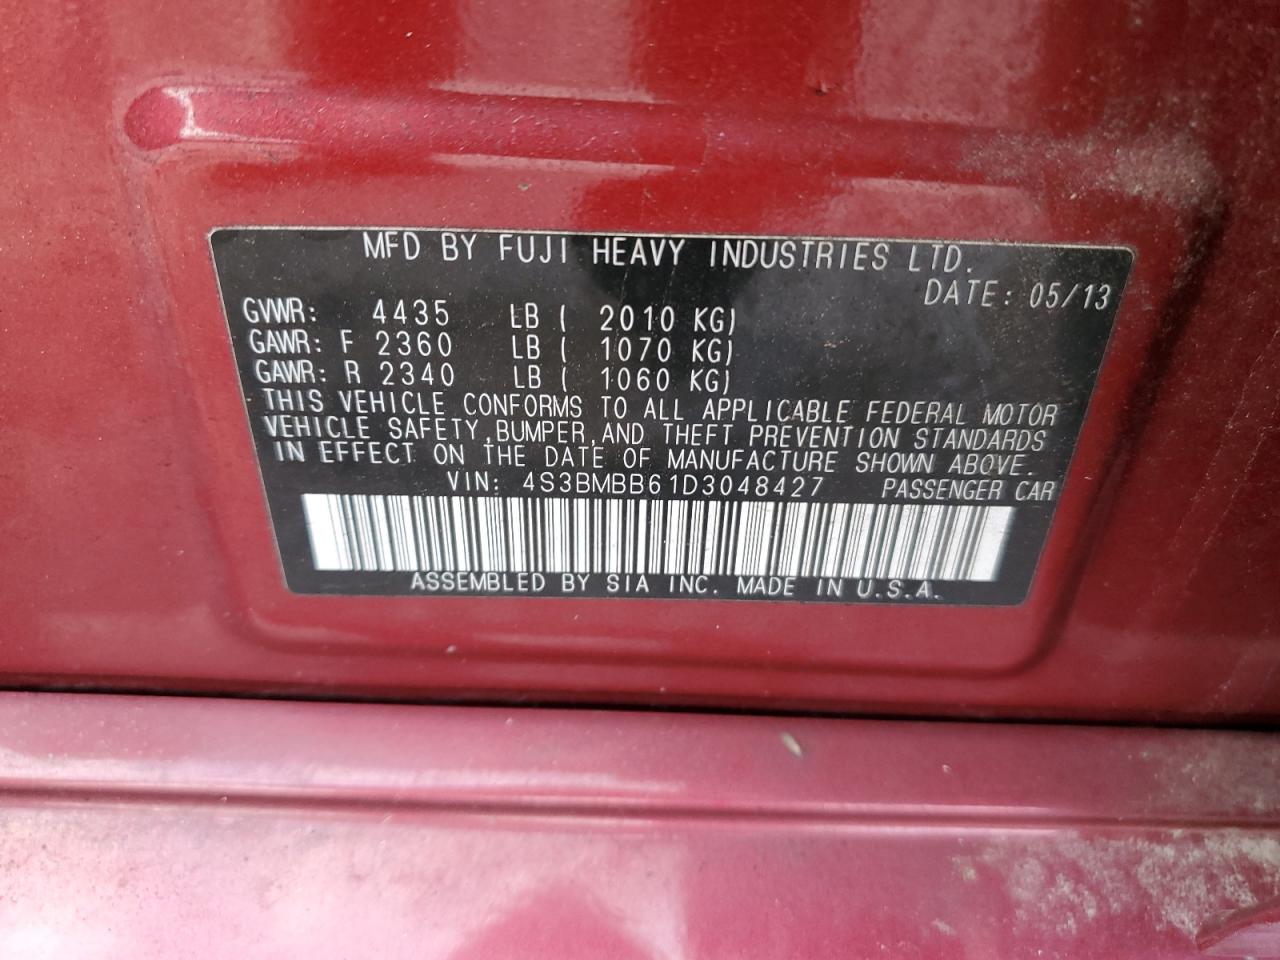 MFD BY FUJI HEAVY INDUSTRIES LTD.
DATE: 05/13
GVWR: 4435 LB ( 2010 KG)
GAWR: F 2360 LB ( 1070 KG)
GAWR: R 2340 LB ( 1060 KG)
THIS VEHICLE CONFORMS TO ALL APPLICABLE FEDERAL MOTOR
VEHICLE SAFETY,BUMPER,AND THEFT PREVENTION STANDARDS
IN EFFECT ON THE DATE OF MANUFACTURE SHOWN ABOVE.
VIN: 4S3BMBB61D3048427 PASSENGER CAR
ASSEMBLED BY SIA INC. MADE IN U.S.A.